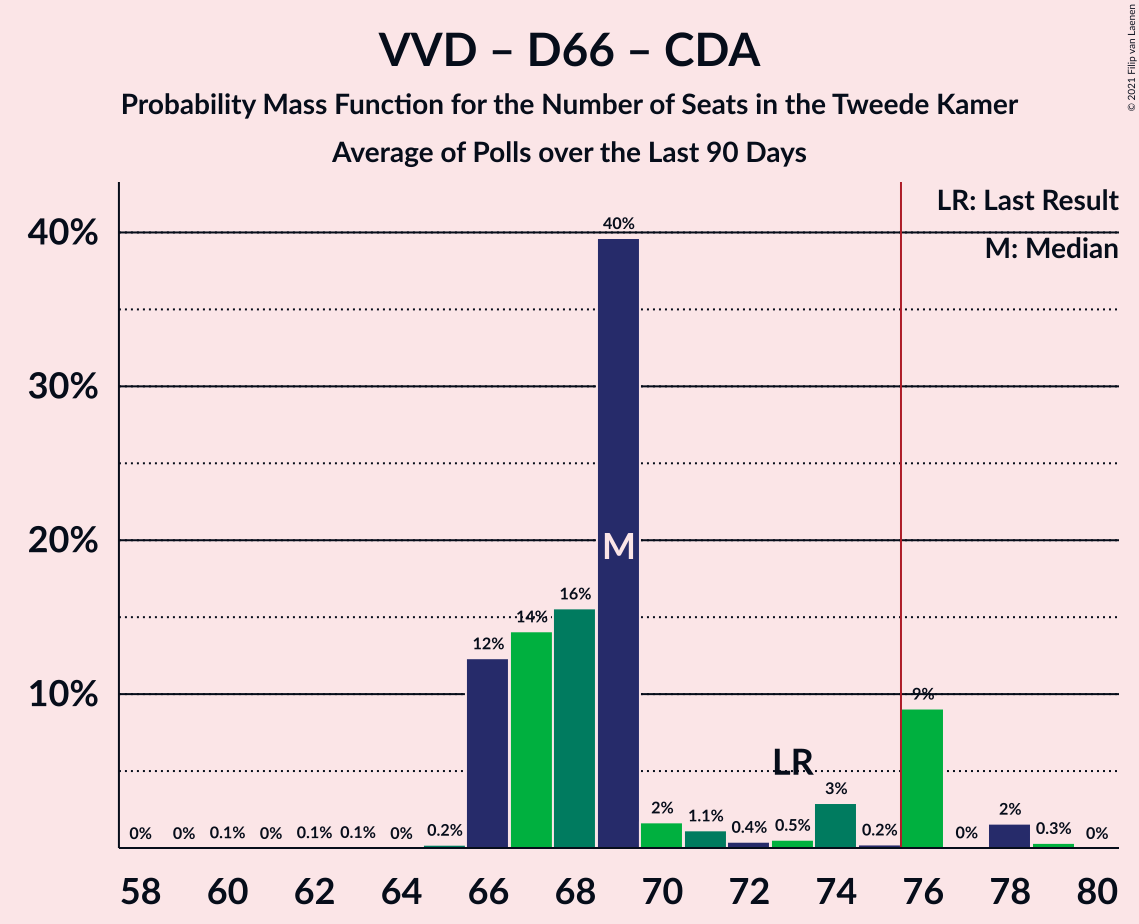 VVD – D66 – CDA
Probability Mass Function for the Number of Seats in the Tweede Kamer
Average of Polls over the Last 90 Days
© 2021 Filip van Laenen
LR: Last Result
M: Median
40%
30%
20%
10%
0% 0% 0.1% 0% 0.1% 0.1% 0% 0.2% 12% 14% 16% 40% 2% 1.1% 0.4% 0.5% 3% 0.2% 9% 0% 2% 0.3% 0%
M
LR
58 60 62 64 66 68 70 72 74 76 78 80